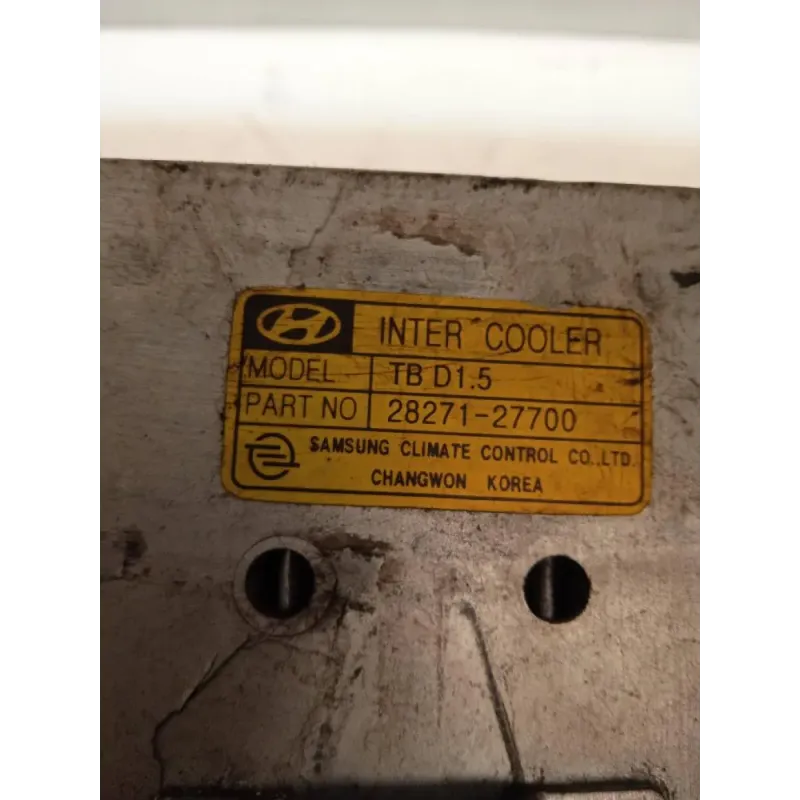 INTER COOLER
MODEL TB D1.5
PART NO 28271-27700
SAMSUNG CLIMATE CONTROL CO.,LTD.
CHANGWON KOREA